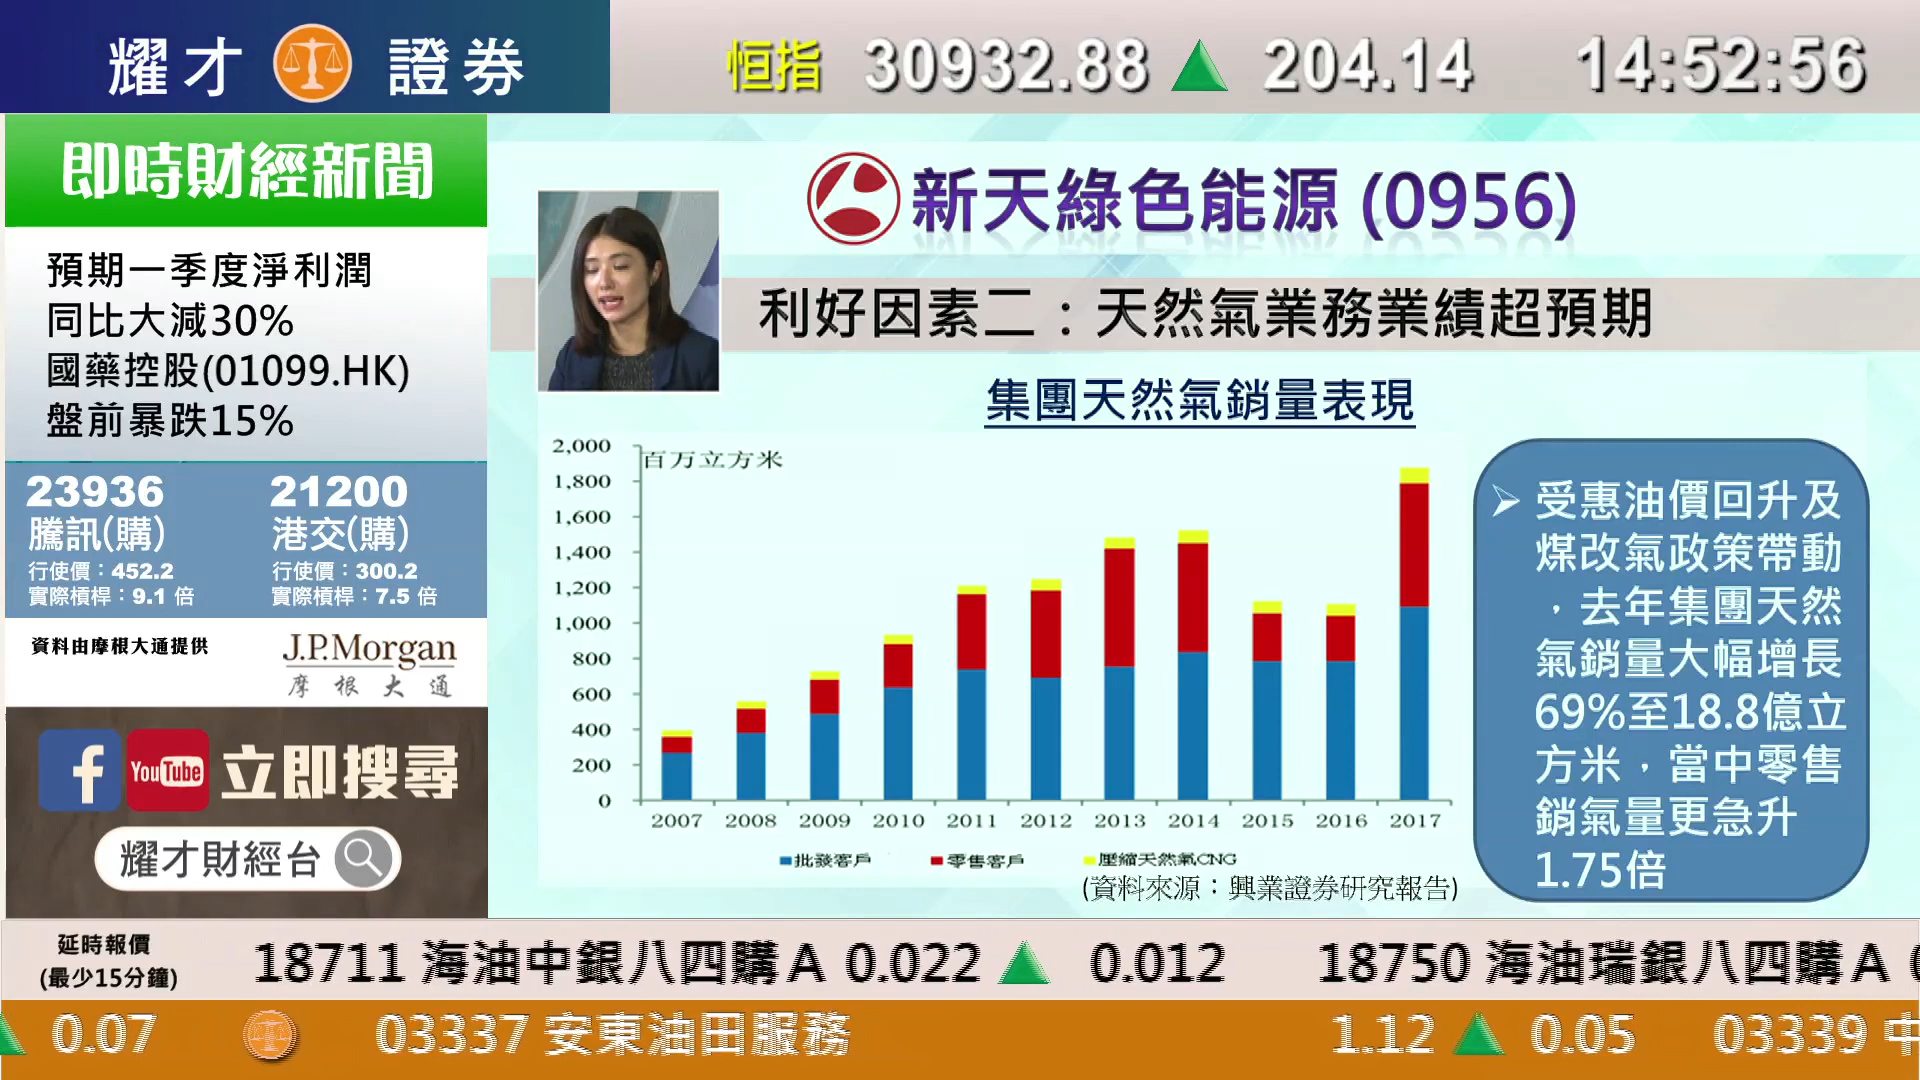 耀才 證券
恒指 30932.88 ▲ 204.14 14:52:56
即時財經新聞
預期一季度淨利潤
同比大減30%
國藥控股(01099.HK)
盤前暴跌15%
23936
騰訊(購)
行使價：452.2
實際槓桿：9.1 倍
21200
港交(購)
行使價：300.2
實際槓桿：7.5 倍
資料由摩根大通提供
J.P.Morgan
摩根大通
f YouTube 立即搜尋
耀才財經台
新天綠色能源 (0956)
利好因素二：天然氣業務業績超預期
集團天然氣銷量表現
百万立方米
2,000
1,800
1,600
1,400
1,200
1,000
800
600
400
200
0
2007 2008 2009 2010 2011 2012 2013 2014 2015 2016 2017
批發客戶 零售客戶 壓縮天然氣CNG
(資料來源：興業證券研究報告)
➢ 受惠油價回升及
煤改氣政策帶動
，去年集團天然
氣銷量大幅增長
69%至18.8億立
方米，當中零售
銷氣量更急升
1.75倍
延時報價
(最少15分鐘)
18711 海油中銀八四購A 0.022 ▲ 0.012 18750 海油瑞銀八四購A
▲ 0.07 03337 安東油田服務 1.12 ▲ 0.05 03339